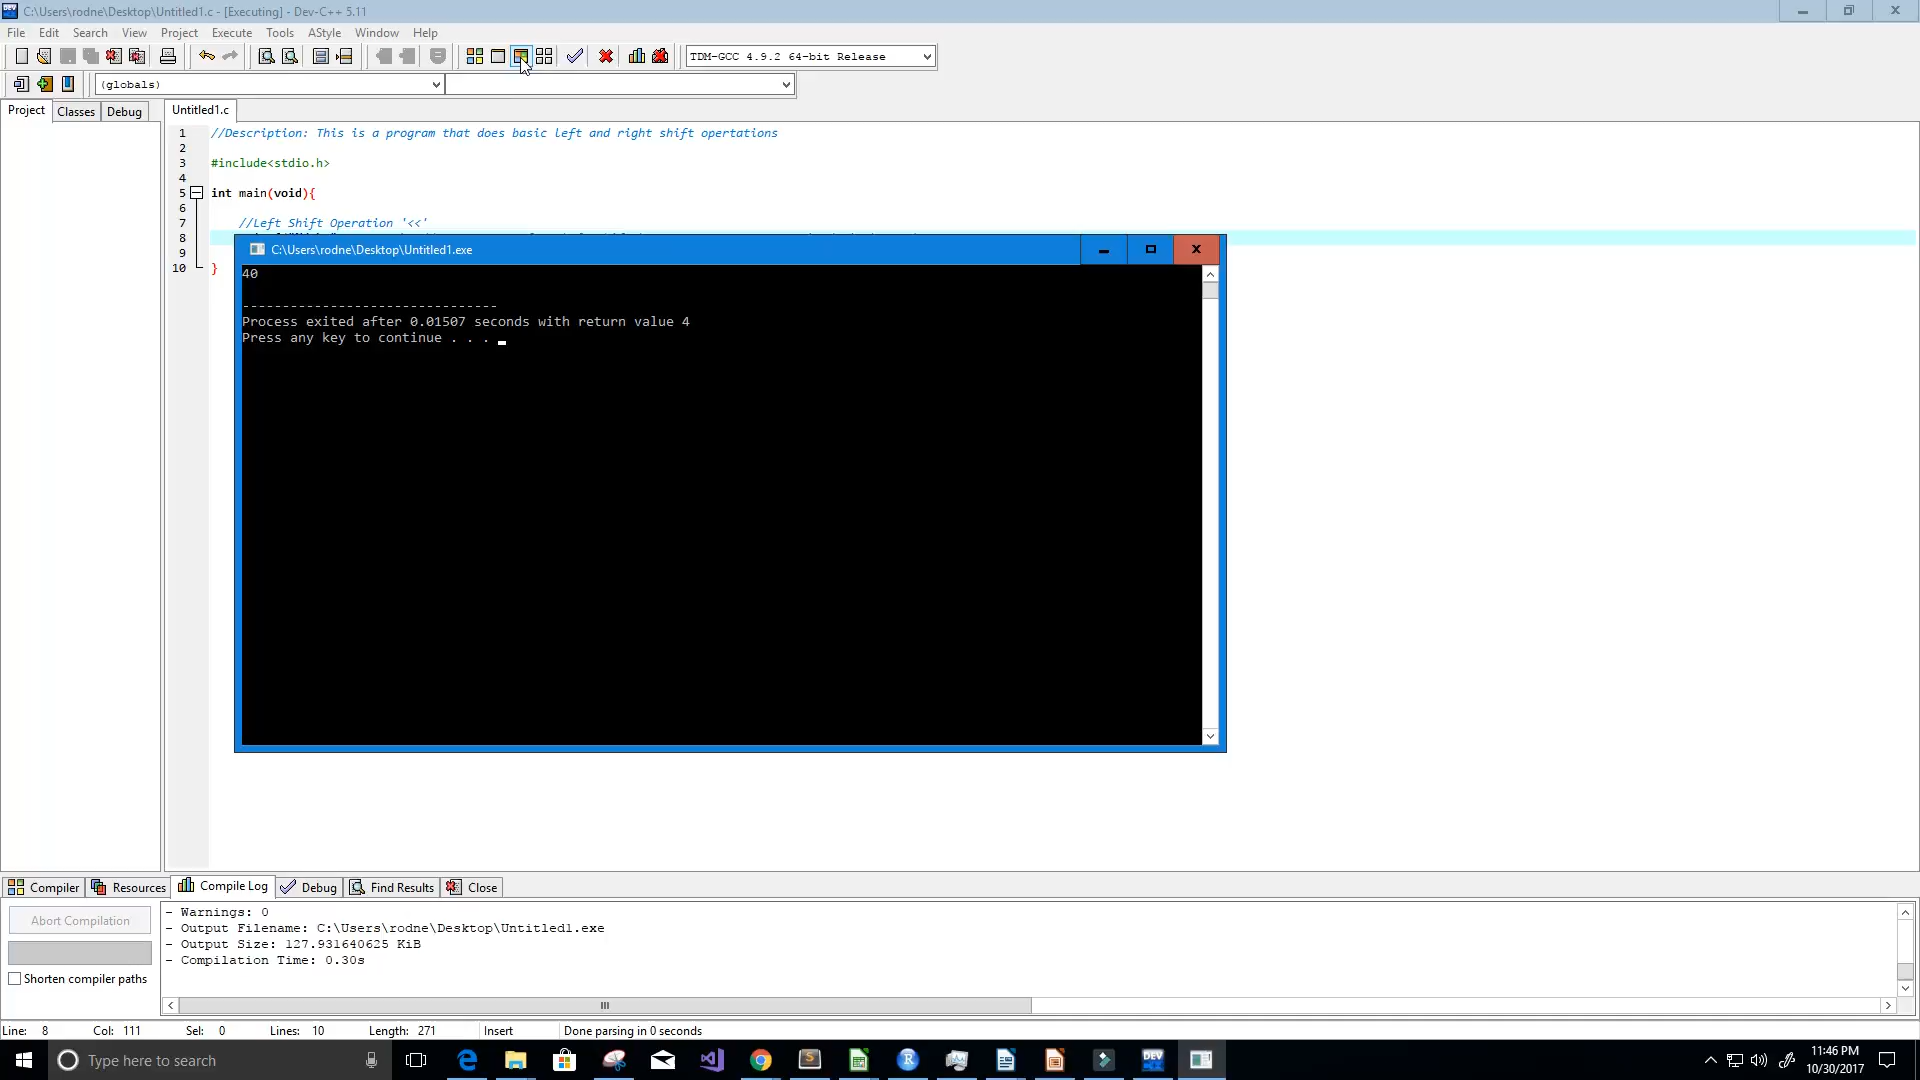 C:\Users\rodne\Desktop\Untitled1.c - [Executing] - Dev-C++ 5.11
File Edit Search View Project Execute Tools AStyle Window Help
TDM-GCC 4.9.2 64-bit Release
(globals)
Project Classes Debug Untitled1.c
1 //Description: This is a program that does basic left and right shift opertations
2
3 #include<stdio.h>
4
5 int main(void){
6
7 //Left Shift Operation '<<'
8
9
10 }
C:\Users\rodne\Desktop\Untitled1.exe
40
--------------------------------
Process exited after 0.01507 seconds with return value 4
Press any key to continue . . .
Compiler Resources Compile Log Debug Find Results Close
Abort Compilation
Shorten compiler paths
- Warnings: 0
- Output Filename: C:\Users\rodne\Desktop\Untitled1.exe
- Output Size: 127.931640625 KiB
- Compilation Time: 0.30s
Line: 8 Col: 111 Sel: 0 Lines: 10 Length: 271 Insert Done parsing in 0 seconds
Type here to search
DEV
11:46 PM
10/30/2017